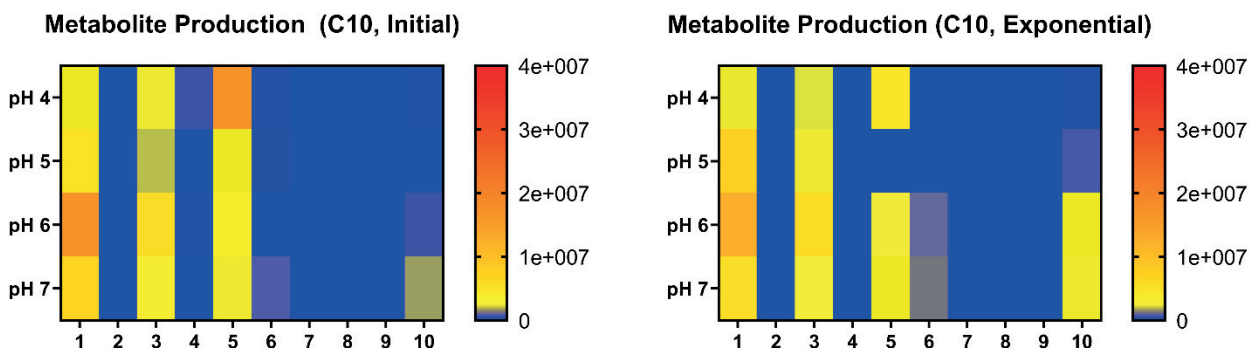 Metabolite Production (C10, Initial)
4e+007
pH 4
3e+007
pH 5
2e+007
pH 6
1e+007
pH 7
0
1 2 3 4 5 6 7 8 9 10
Metabolite Production (C10, Exponential)
4e+007
pH 4
3e+007
pH 5
2e+007
pH 6
1e+007
pH 7
0
1 2 3 4 5 6 7 8 9 10